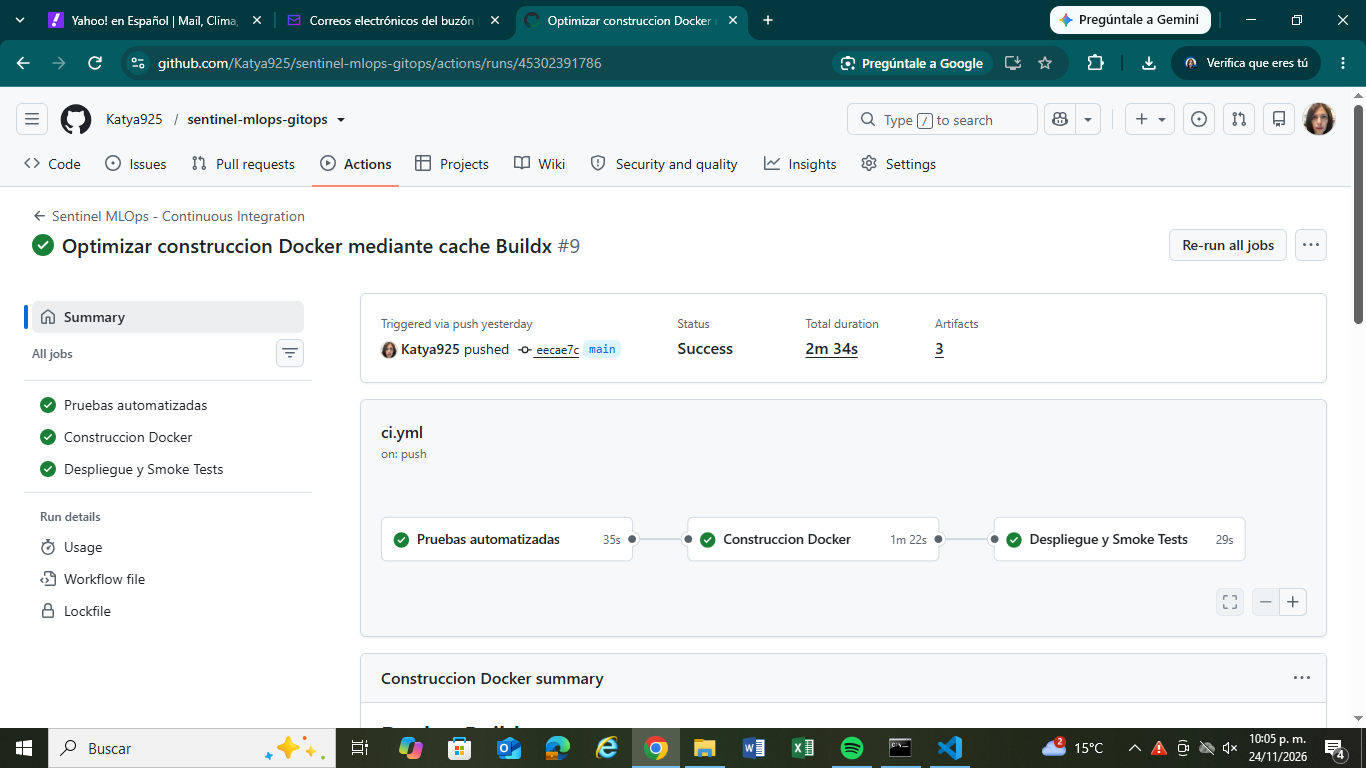 Yahoo! en Español | Mail, Clima,
Correos electrónicos del buzón
Optimizar construccion Docker
Pregúntale a Gemini
github.com/Katya925/sentinel-mlops-gitops/actions/runs/45302391786
Pregúntale a Google
Verifica que eres tú
Katya925 / sentinel-mlops-gitops
Type / to search
Code
Issues
Pull requests
Actions
Projects
Wiki
Security and quality
Insights
Settings
Sentinel MLOps - Continuous Integration
Optimizar construccion Docker mediante cache Buildx #9
Re-run all jobs
Summary
All jobs
Pruebas automatizadas
Construccion Docker
Despliegue y Smoke Tests
Run details
Usage
Workflow file
Lockfile
Triggered via push yesterday
Katya925 pushed eecae7c main
Status
Success
Total duration
2m 34s
Artifacts
3
ci.yml
on: push
Pruebas automatizadas 35s
Construccion Docker 1m 22s
Despliegue y Smoke Tests 29s
Construccion Docker summary
Buscar
2
15°C
10:05 p. m.
24/11/2026
4